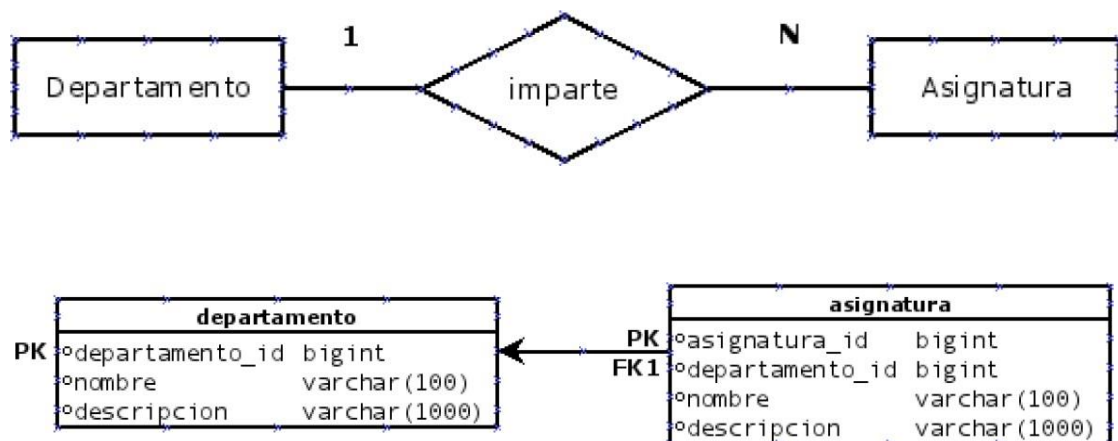 1 N
Departamento imparte Asignatura
departamento
PK departamento_id bigint
nombre varchar(100)
descripcion varchar(1000)
asignatura
PK asignatura_id bigint
FK1 departamento_id bigint
nombre varchar(100)
descripcion varchar(1000)